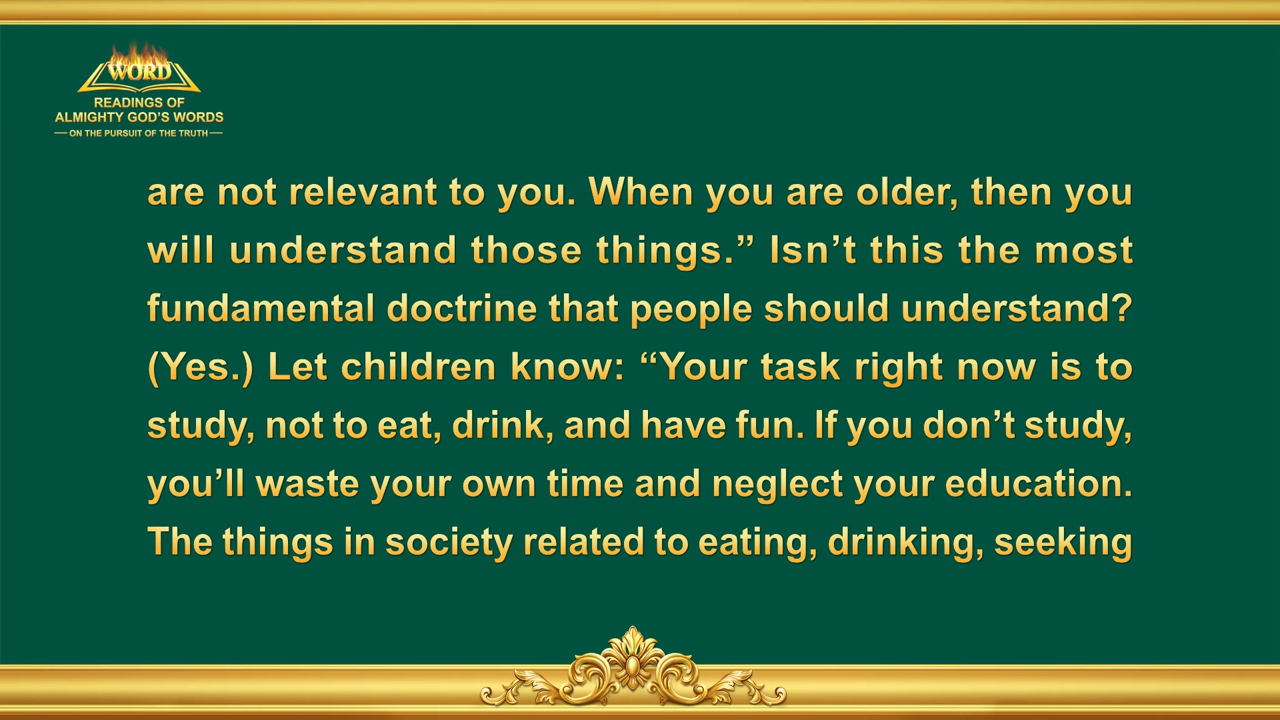 WORD
READINGS OF
ALMIGHTY GOD'S WORDS
ON THE PURSUIT OF THE TRUTH
are not relevant to you. When you are older, then you
will understand those things.” Isn’t this the most
fundamental doctrine that people should understand?
(Yes.) Let children know: “Your task right now is to
study, not to eat, drink, and have fun. If you don’t study,
you’ll waste your own time and neglect your education.
The things in society related to eating, drinking, seeking